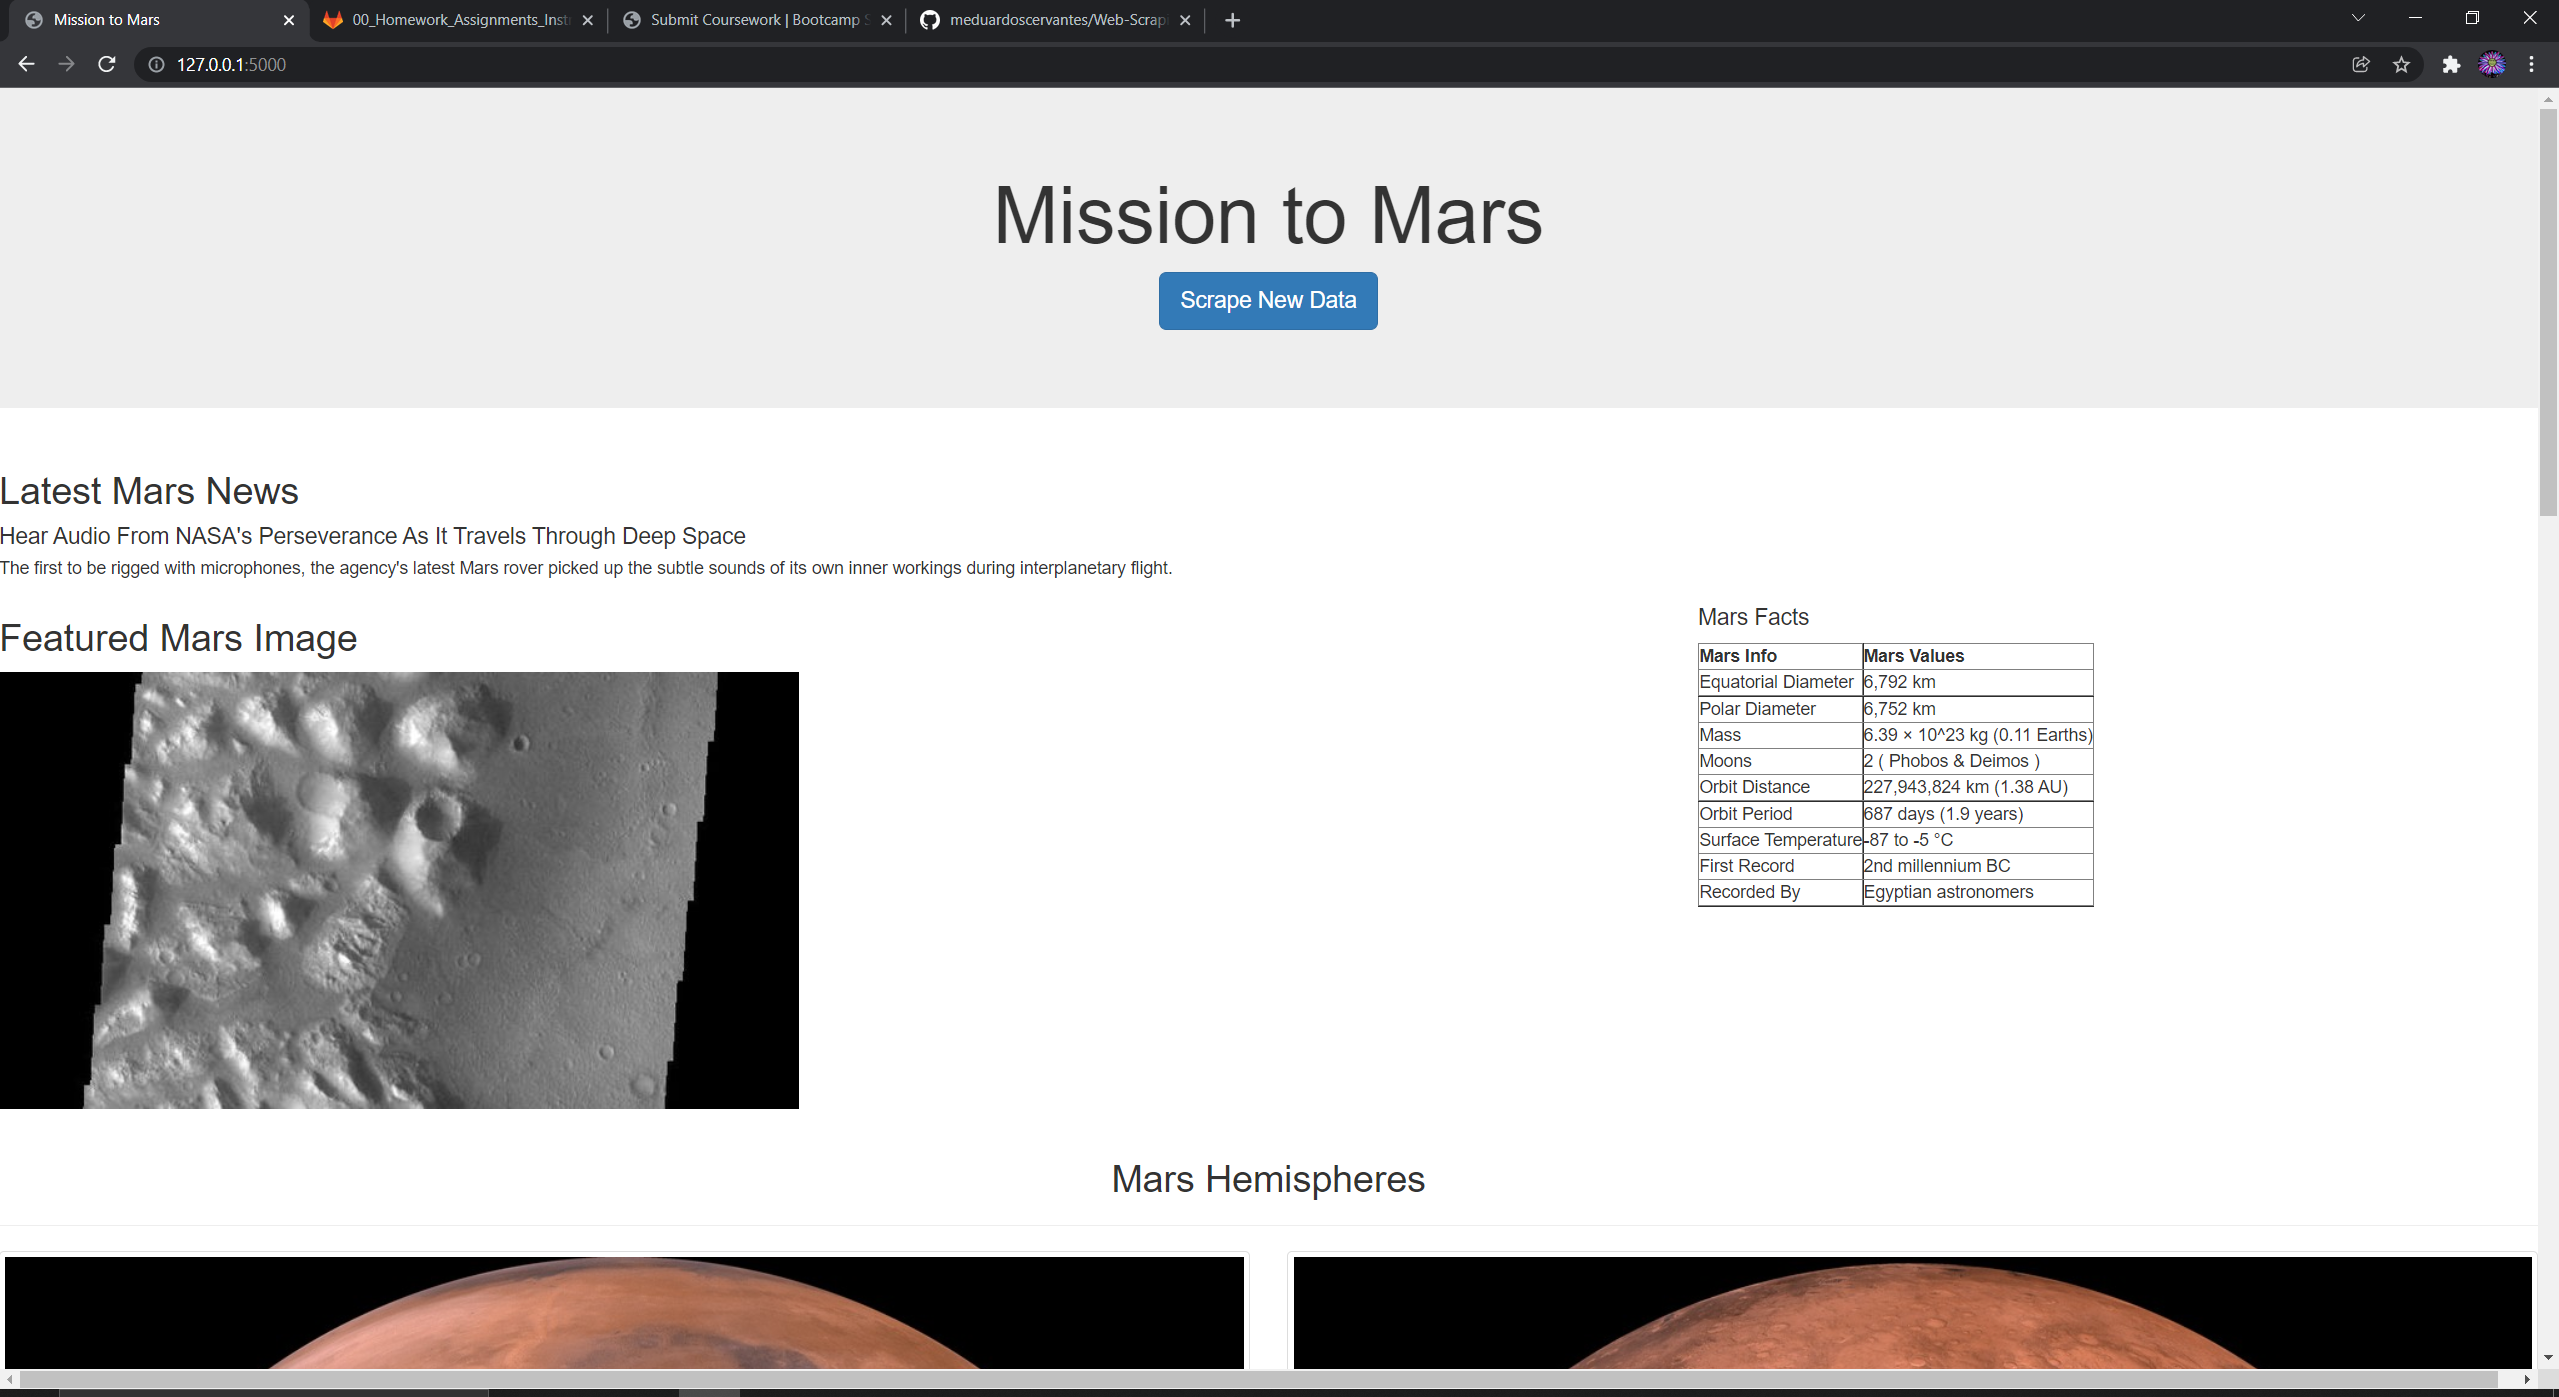 Mission to Mars
00_Homework_Assignments_Inst
Submit Coursework | Bootcamp S
meduardoscervantes/Web-Scrapi
127.0.0.1:5000
Mission to Mars
Scrape New Data
Latest Mars News
Hear Audio From NASA's Perseverance As It Travels Through Deep Space
The first to be rigged with microphones, the agency's latest Mars rover picked up the subtle sounds of its own inner workings during interplanetary flight.
Featured Mars Image
Mars Facts
Mars Info Mars Values
Equatorial Diameter 6,792 km
Polar Diameter 6,752 km
Mass 6.39 × 10^23 kg (0.11 Earths)
Moons 2 ( Phobos & Deimos )
Orbit Distance 227,943,824 km (1.38 AU)
Orbit Period 687 days (1.9 years)
Surface Temperature -87 to -5 °C
First Record 2nd millennium BC
Recorded By Egyptian astronomers
Mars Hemispheres